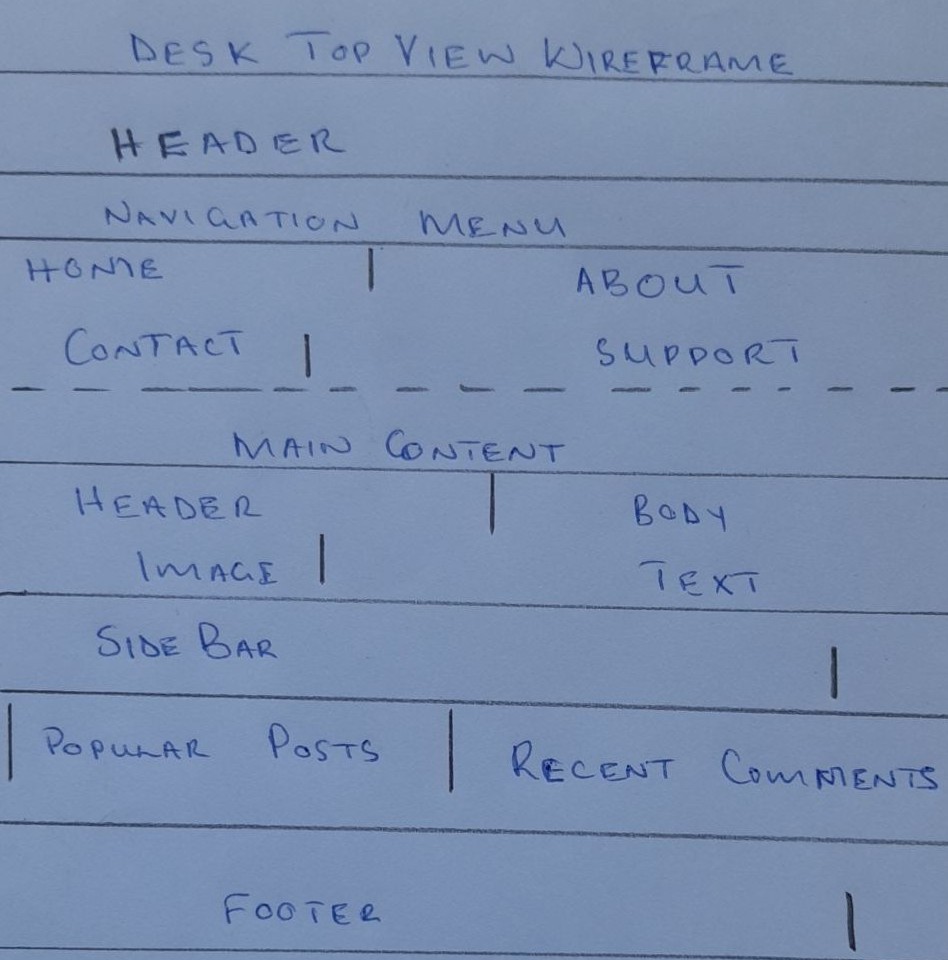 DESK TOP VIEW WIREFRAME
HEADER
NAVIGATION MENU
HOME | ABOUT
CONTACT | SUPPORT
MAIN CONTENT
HEADER | BODY
IMAGE | TEXT
SIDE BAR |
| POPULAR POSTS | RECENT COMMENTS
FOOTER |